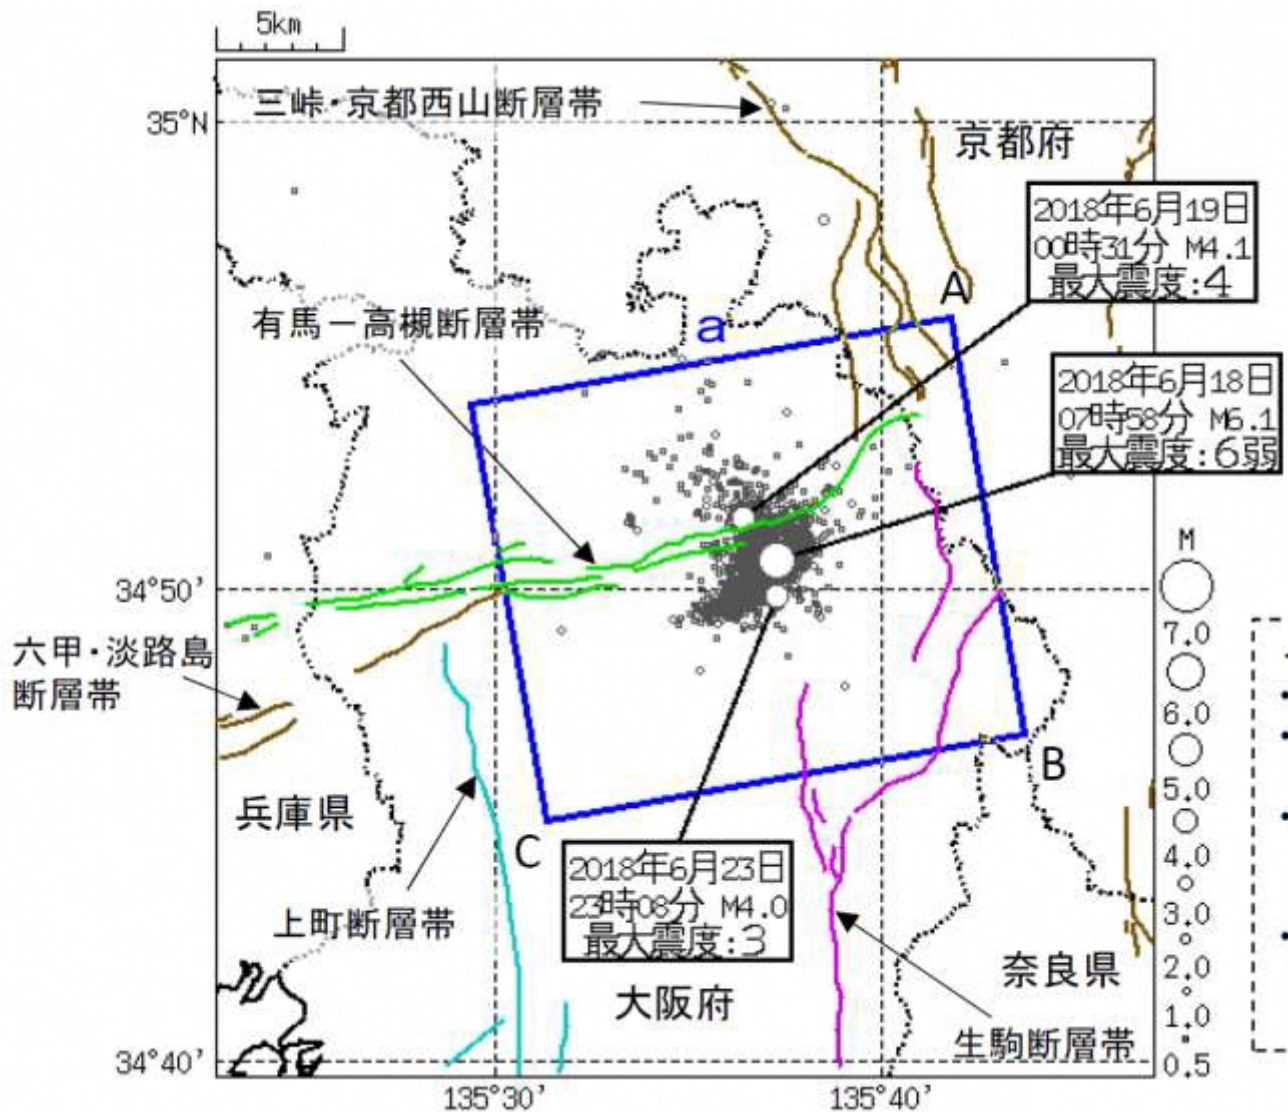 5km
三峠・京都西山断層帯
35°N
京都府
2018年6月19日
00時31分 M4.1
最大震度:4
A
a
有馬－高槻断層帯
2018年6月18日
07時58分 M6.1
最大震度:6弱
M
34°50'
7.0
六甲・淡路島
断層帯
6.0
B
5.0
兵庫県
C
4.0
2018年6月23日
23時08分 M4.0
最大震度:3
上町断層帯
3.0
2.0
奈良県
大阪府
1.0
生駒断層帯
34°40'
0.5
135°30'
135°40'